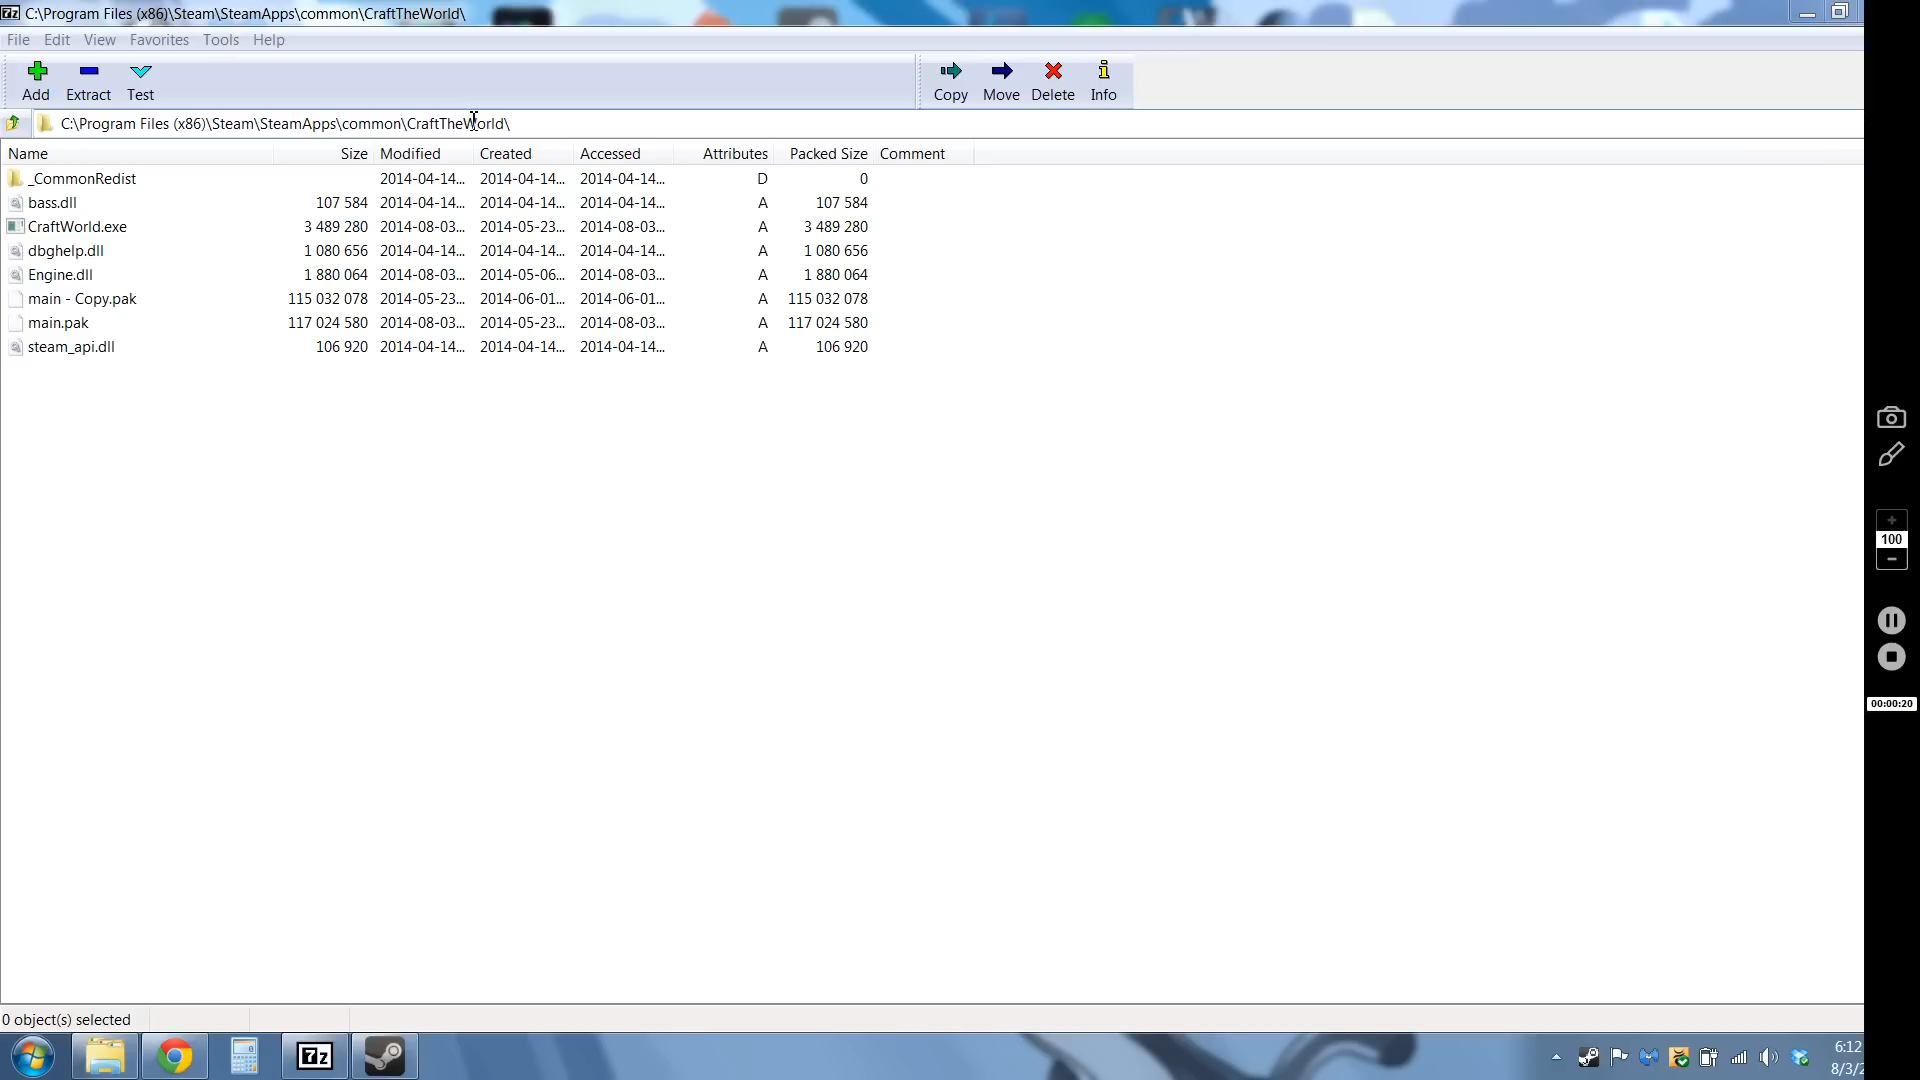 C:\Program Files (x86)\Steam\SteamApps\common\CraftTheWorld\
File Edit View Favorites Tools Help
Add Extract Test Copy Move Delete Info
C:\Program Files (x86)\Steam\SteamApps\common\CraftTheWorld\
Name Size Modified Created Accessed Attributes Packed Size Comment
_CommonRedist 2014-04-14... 2014-04-14... 2014-04-14... D 0
bass.dll 107 584 2014-04-14... 2014-04-14... 2014-04-14... A 107 584
CraftWorld.exe 3 489 280 2014-08-03... 2014-05-23... 2014-08-03... A 3 489 280
dbghelp.dll 1 080 656 2014-04-14... 2014-04-14... 2014-04-14... A 1 080 656
Engine.dll 1 880 064 2014-08-03... 2014-05-06... 2014-08-03... A 1 880 064
main - Copy.pak 115 032 078 2014-05-23... 2014-06-01... 2014-06-01... A 115 032 078
main.pak 117 024 580 2014-08-03... 2014-05-23... 2014-08-03... A 117 024 580
steam_api.dll 106 920 2014-04-14... 2014-04-14... 2014-04-14... A 106 920
100
00:00:20
0 object(s) selected
7z
6:12
8/3/2